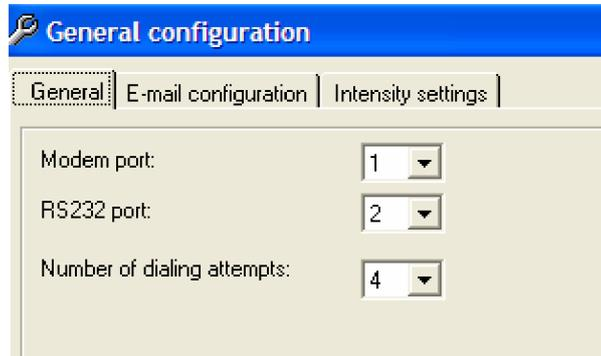 General configuration
General E-mail configuration Intensity settings
Modem port: 1
RS232 port: 2
Number of dialing attempts: 4